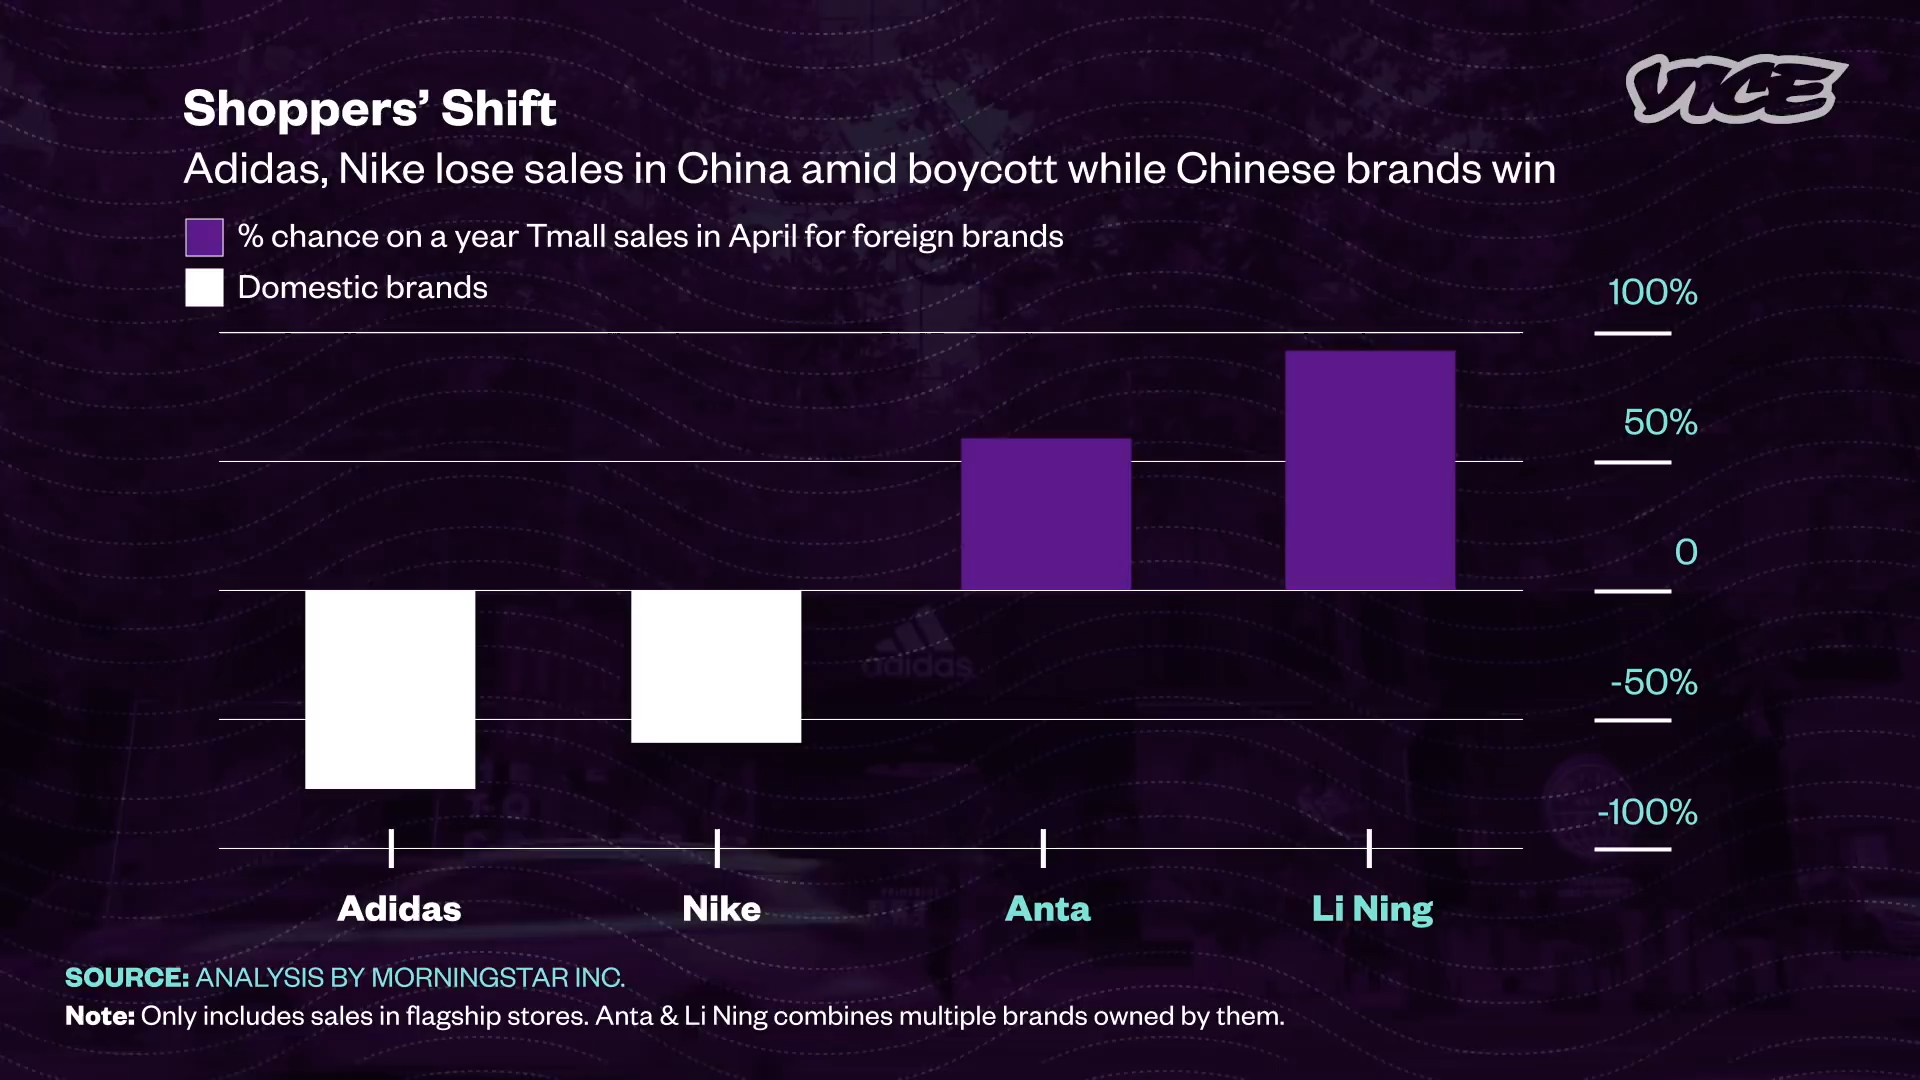 VICE
Shoppers’ Shift
Adidas, Nike lose sales in China amid boycott while Chinese brands win
% chance on a year Tmall sales in April for foreign brands
Domestic brands
100%
50%
0
-50%
-100%
Adidas Nike Anta Li Ning
adidas
SOURCE: ANALYSIS BY MORNINGSTAR INC.
Note: Only includes sales in flagship stores. Anta & Li Ning combines multiple brands owned by them.